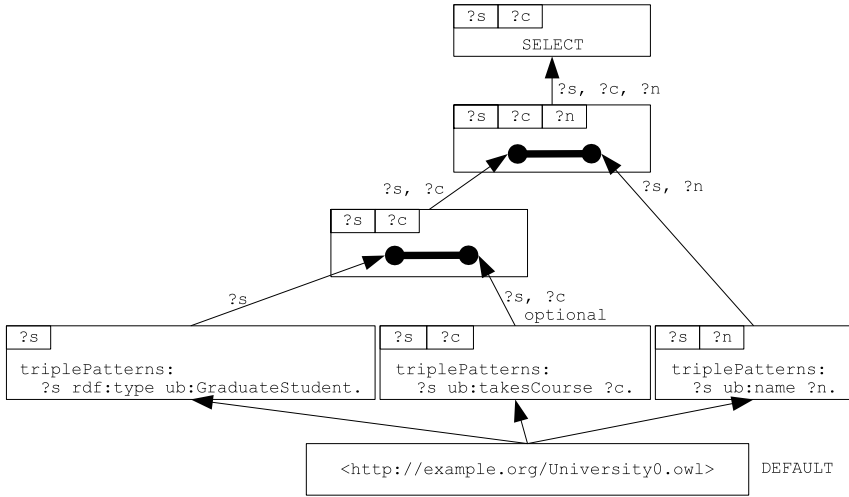 ?s ?c
SELECT
?s, ?c, ?n
?s ?c ?n
?s, ?c
?s, ?n
?s ?c
?s
?s, ?c
optional
?s
triplePatterns:
?s rdf:type ub:GraduateStudent.
?s ?c
triplePatterns:
?s ub:takesCourse ?c.
?s ?n
triplePatterns:
?s ub:name ?n.
<http://example.org/University0.owl>
DEFAULT